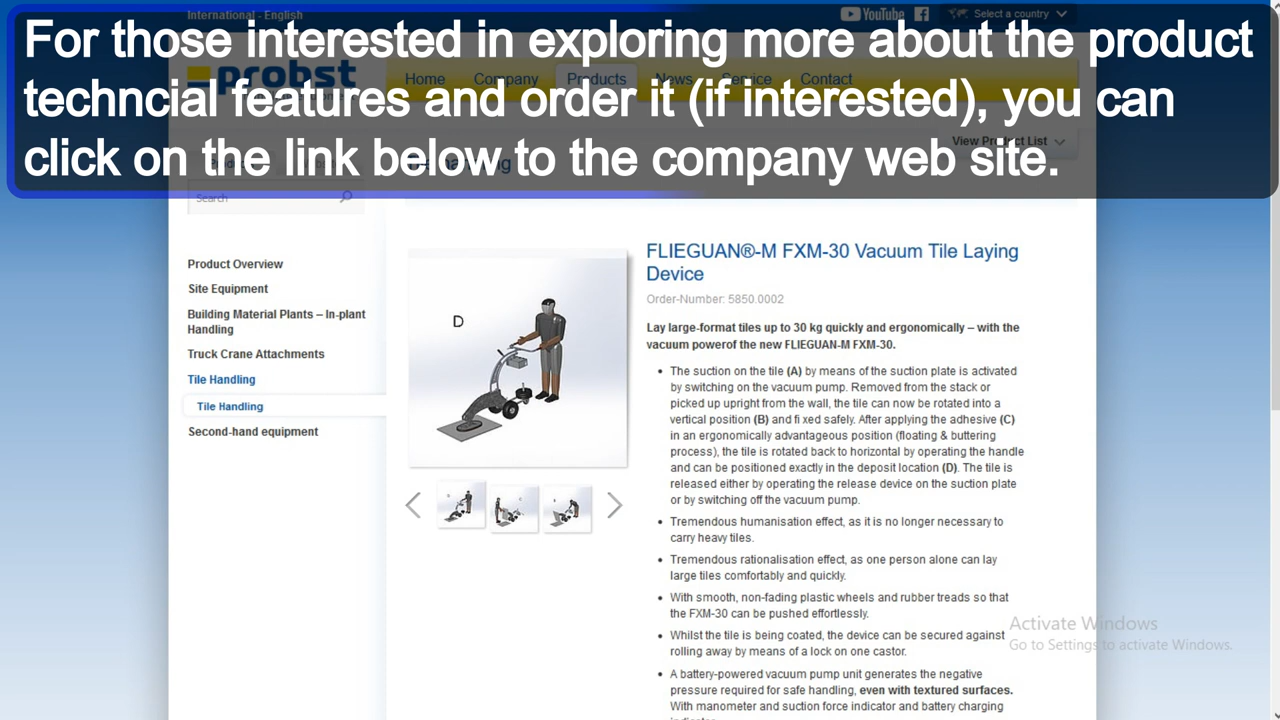 International - English
YouTube
Select a country
For those interested in exploring more about the product
techncial features and order it (if interested), you can
click on the link below to the company web site.
probst
Home Company Products News Service Contact
View Product List
Search
Product Overview
Site Equipment
Building Material Plants – In-plant
Handling
Truck Crane Attachments
Tile Handling
Tile Handling
Second-hand equipment
D
FLIEGUAN®-M FXM-30 Vacuum Tile Laying
Device
Order-Number: 5850.0002
Lay large-format tiles up to 30 kg quickly and ergonomically – with the
vacuum powerof the new FLIEGUAN-M FXM-30.
• The suction on the tile (A) by means of the suction plate is activated
by switching on the vacuum pump. Removed from the stack or
picked up upright from the wall, the tile can now be rotated into a
vertical position (B) and fi xed safely. After applying the adhesive (C)
in an ergonomically advantageous position (floating & buttering
process), the tile is rotated back to horizontal by operating the handle
and can be positioned exactly in the deposit location (D). The tile is
released either by operating the release device on the suction plate
or by switching off the vacuum pump.
• Tremendous humanisation effect, as it is no longer necessary to
carry heavy tiles.
• Tremendous rationalisation effect, as one person alone can lay
large tiles comfortably and quickly.
• With smooth, non-fading plastic wheels and rubber treads so that
the FXM-30 can be pushed effortlessly.
• Whilst the tile is being coated, the device can be secured against
rolling away by means of a lock on one castor.
• A battery-powered vacuum pump unit generates the negative
pressure required for safe handling, even with textured surfaces.
With manometer and suction force indicator and battery charging
Activate Windows
Go to Settings to activate Windows.